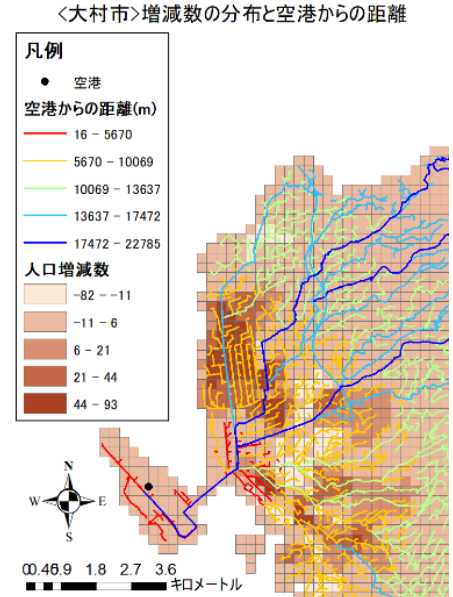 <大村市>増減数の分布と空港からの距離
凡例
空港
空港からの距離(m)
16 - 5670
5670 - 10069
10069 - 13637
13637 - 17472
17472 - 22785
人口増減数
-82 - -11
-11 - 6
6 - 21
21 - 44
44 - 93
N
W E
S
00.450.9 1.8 2.7 3.6
キロメートル